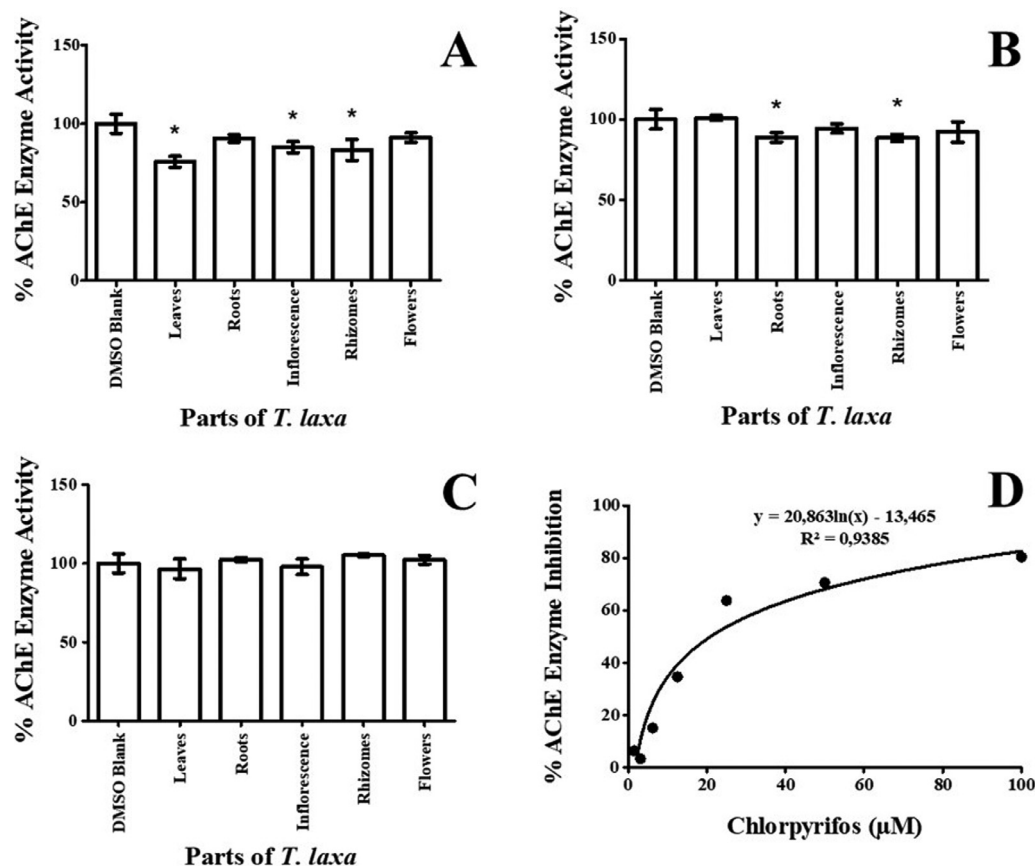 A
% AChE Enzyme Activity
150
100
50
0
*
*
*
DMSO Blank
Leaves
Roots
Inflorescence
Rhizomes
Flowers
Parts of T. laxa
B
% AChE Enzyme Activity
150
100
50
0
*
*
DMSO Blank
Leaves
Roots
Inflorescence
Rhizomes
Flowers
Parts of T. laxa
C
% AChE Enzyme Activity
150
100
50
0
DMSO Blank
Leaves
Roots
Inflorescence
Rhizomes
Flowers
Parts of T. laxa
D
% AChE Enzyme Inhibition
100
80
60
40
20
0
y = 20,863ln(x) - 13,465
R² = 0,9385
0 20 40 60 80 100
Chlorpyrifos (µM)